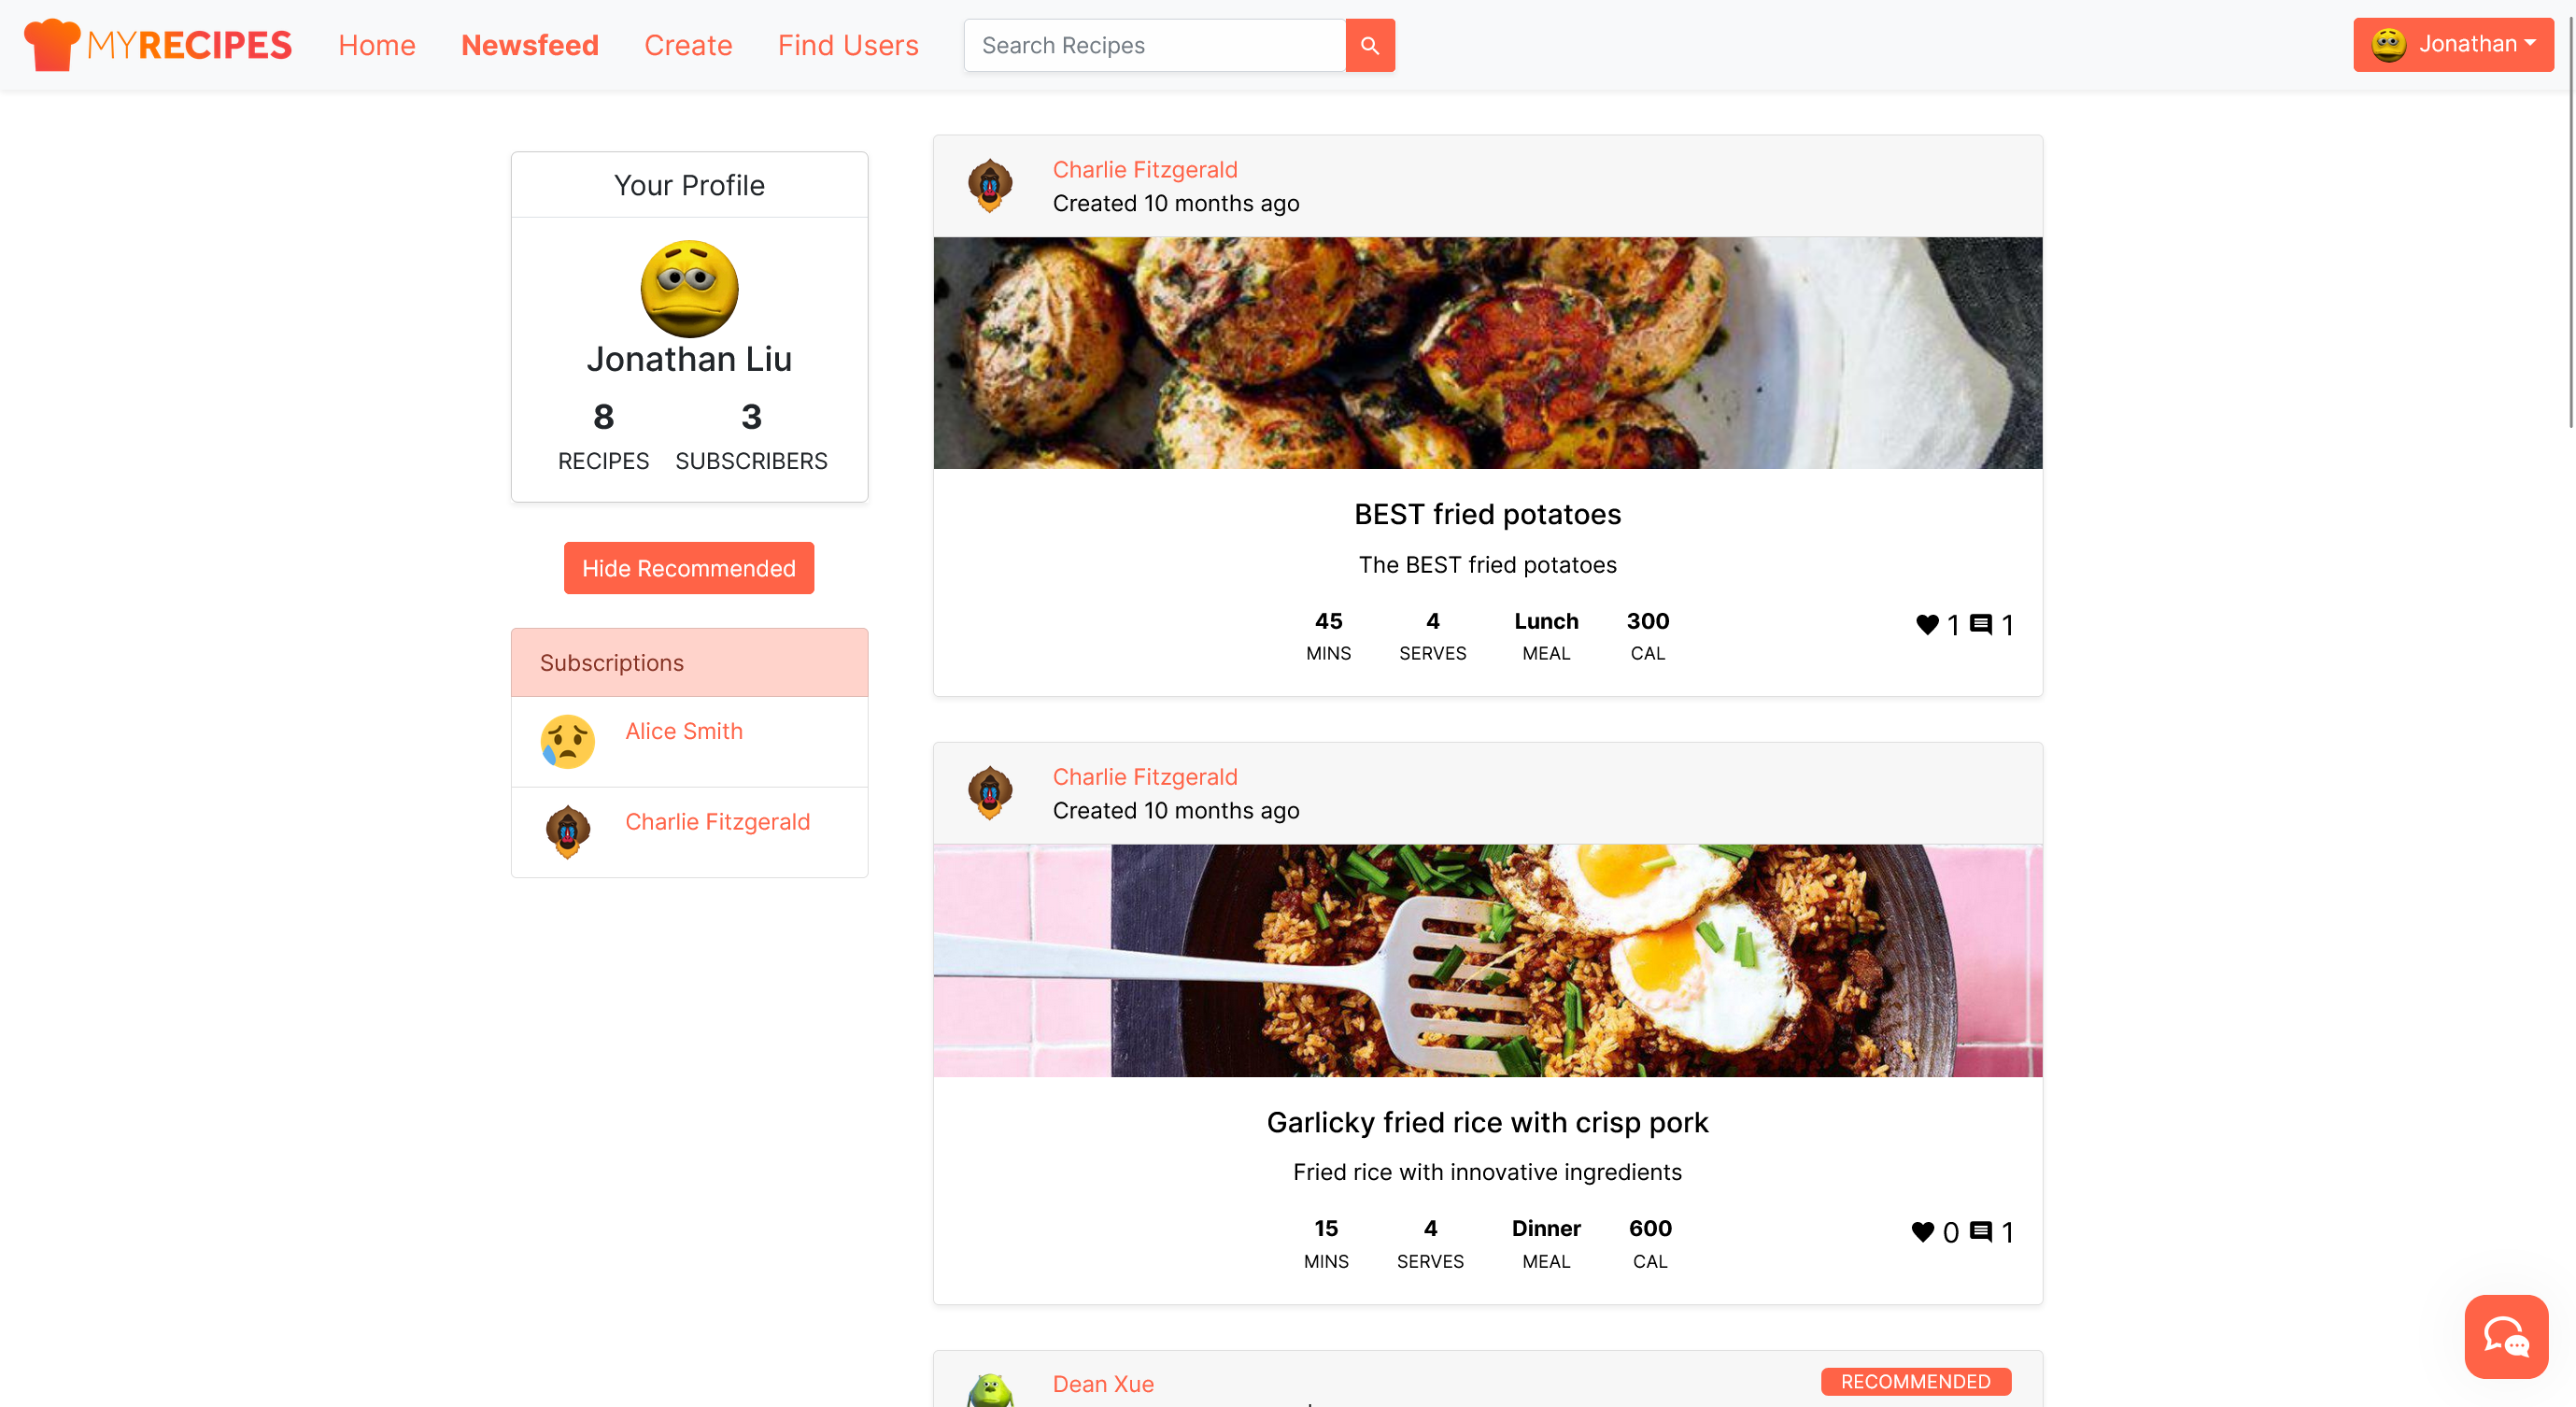 MYRECIPES
Home
Newsfeed
Create
Find Users
Search Recipes
Jonathan
Your Profile
Jonathan Liu
8 3
RECIPES SUBSCRIBERS
Hide Recommended
Subscriptions
Alice Smith
Charlie Fitzgerald
Charlie Fitzgerald
Created 10 months ago
BEST fried potatoes
The BEST fried potatoes
45 4 Lunch 300
MINS SERVES MEAL CAL
1 1
Charlie Fitzgerald
Created 10 months ago
Garlicky fried rice with crisp pork
Fried rice with innovative ingredients
15 4 Dinner 600
MINS SERVES MEAL CAL
0 1
Dean Xue
RECOMMENDED